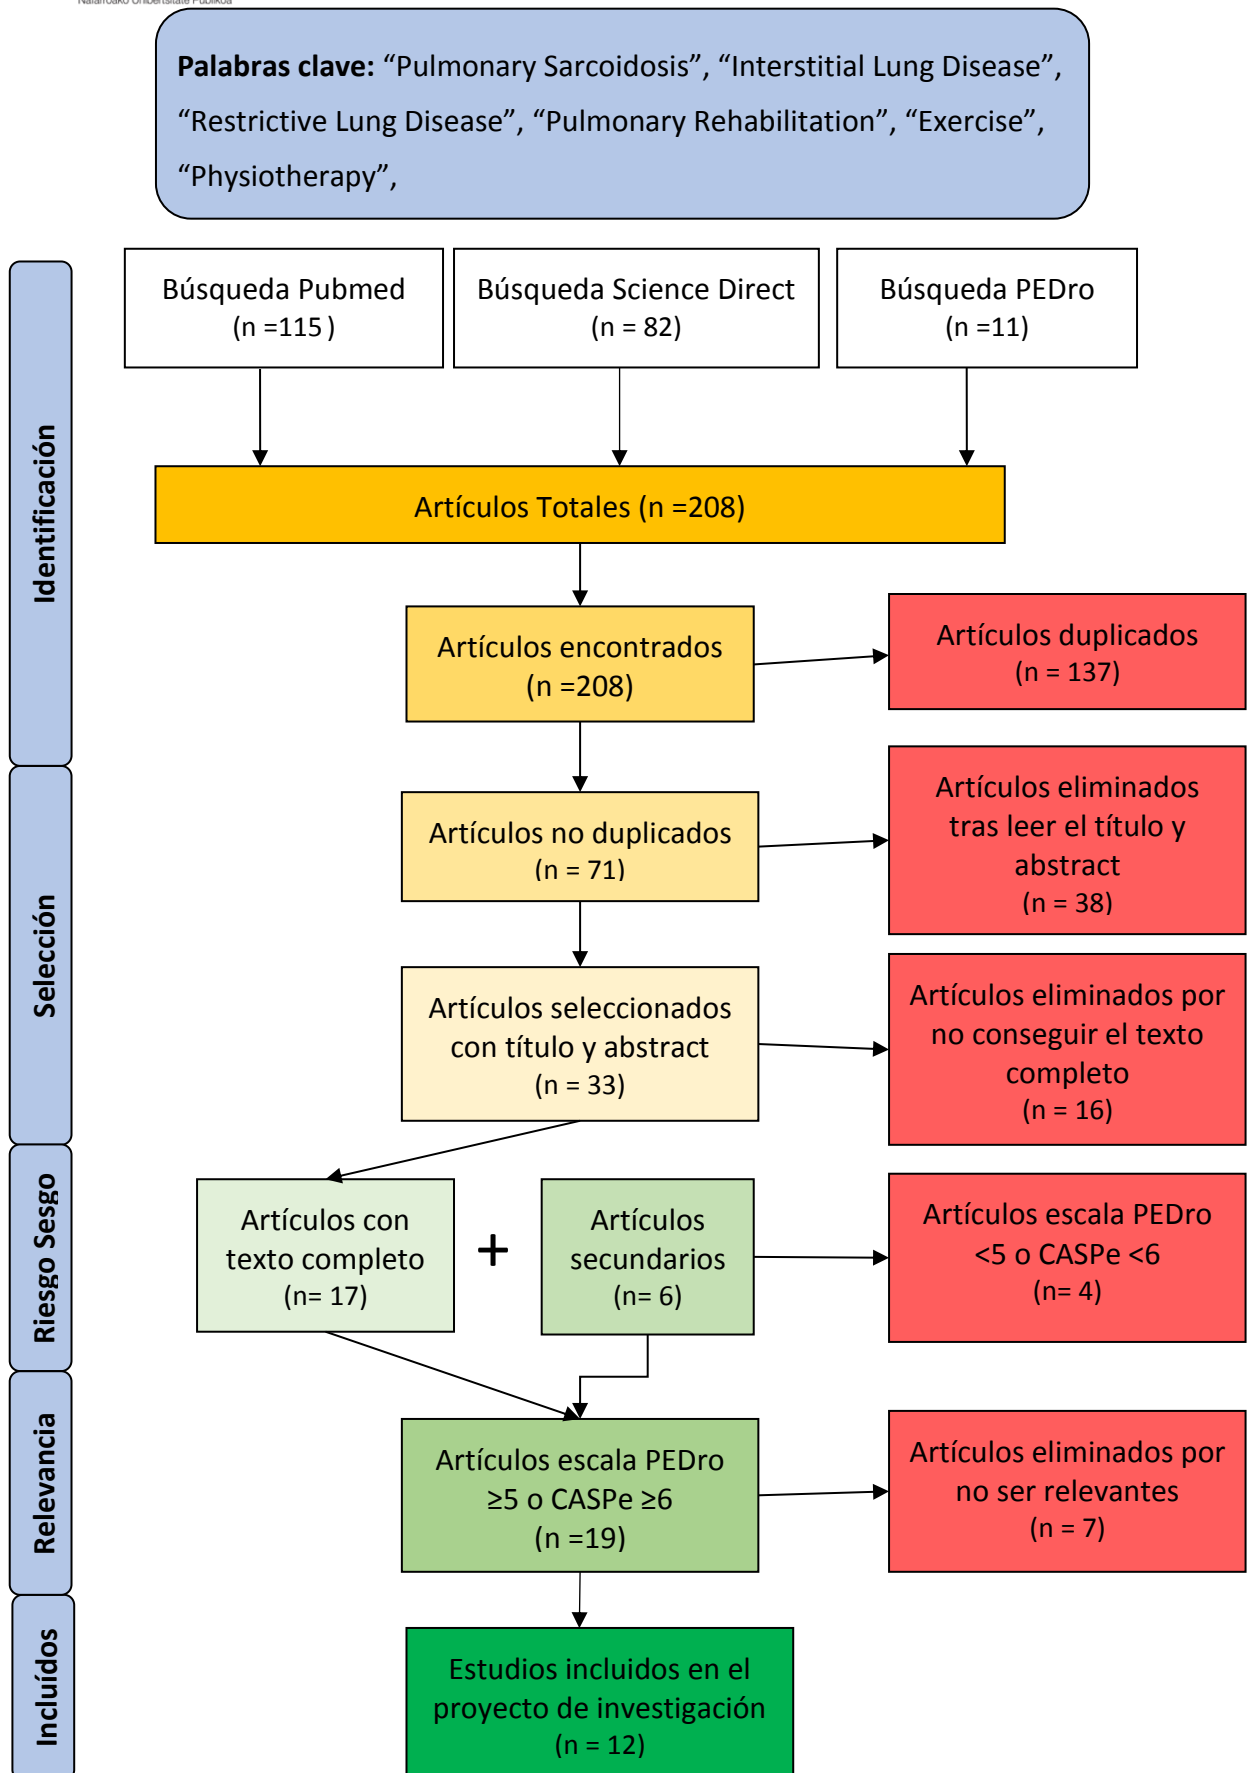 Nafarroako Unibertsitate Publikoa
Palabras clave: “Pulmonary Sarcoidosis”, “Interstitial Lung Disease”,
“Restrictive Lung Disease”, “Pulmonary Rehabilitation”, “Exercise”,
“Physiotherapy”,
Búsqueda Pubmed
(n =115 )
Búsqueda Science Direct
(n = 82)
Búsqueda PEDro
(n =11)
Identificación
Artículos Totales (n =208)
Artículos encontrados
(n =208)
Artículos duplicados
(n = 137)
Selección
Artículos no duplicados
(n = 71)
Artículos eliminados
tras leer el título y
abstract
(n = 38)
Artículos seleccionados
con título y abstract
(n = 33)
Artículos eliminados por
no conseguir el texto
completo
(n = 16)
Riesgo Sesgo
Artículos con
texto completo
(n= 17)
+
Artículos
secundarios
(n= 6)
Artículos escala PEDro
<5 o CASPe <6
(n= 4)
Relevancia
Artículos escala PEDro
≥5 o CASPe ≥6
(n =19)
Artículos eliminados por
no ser relevantes
(n = 7)
Incluídos
Estudios incluidos en el
proyecto de investigación
(n = 12)